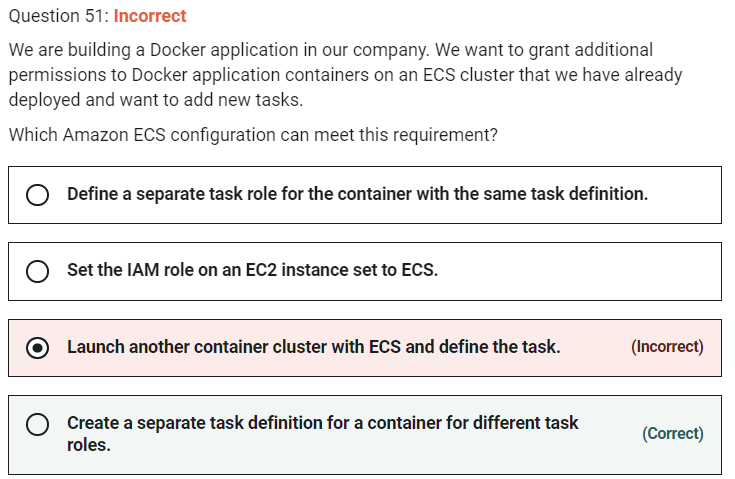 Question 51: Incorrect
We are building a Docker application in our company. We want to grant additional
permissions to Docker application containers on an ECS cluster that we have already
deployed and want to add new tasks.
Which Amazon ECS configuration can meet this requirement?
Define a separate task role for the container with the same task definition.
Set the IAM role on an EC2 instance set to ECS.
Launch another container cluster with ECS and define the task. (Incorrect)
Create a separate task definition for a container for different task
roles. (Correct)